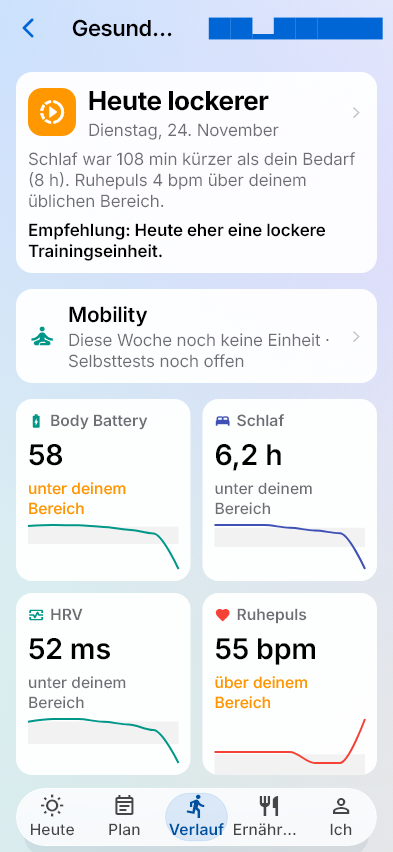 Gesund...
Heute lockerer
Dienstag, 24. November
Schlaf war 108 min kürzer als dein Bedarf
(8 h). Ruhepuls 4 bpm über deinem
üblichen Bereich.
Empfehlung: Heute eher eine lockere
Trainingseinheit.
Mobility
Diese Woche noch keine Einheit ·
Selbsttests noch offen
Body Battery
58
unter deinem
Bereich
Schlaf
6,2 h
unter deinem
Bereich
HRV
52 ms
unter deinem
Bereich
Ruhepuls
55 bpm
über deinem
Bereich
Heute
Plan
Verlauf
Ernähr...
Ich